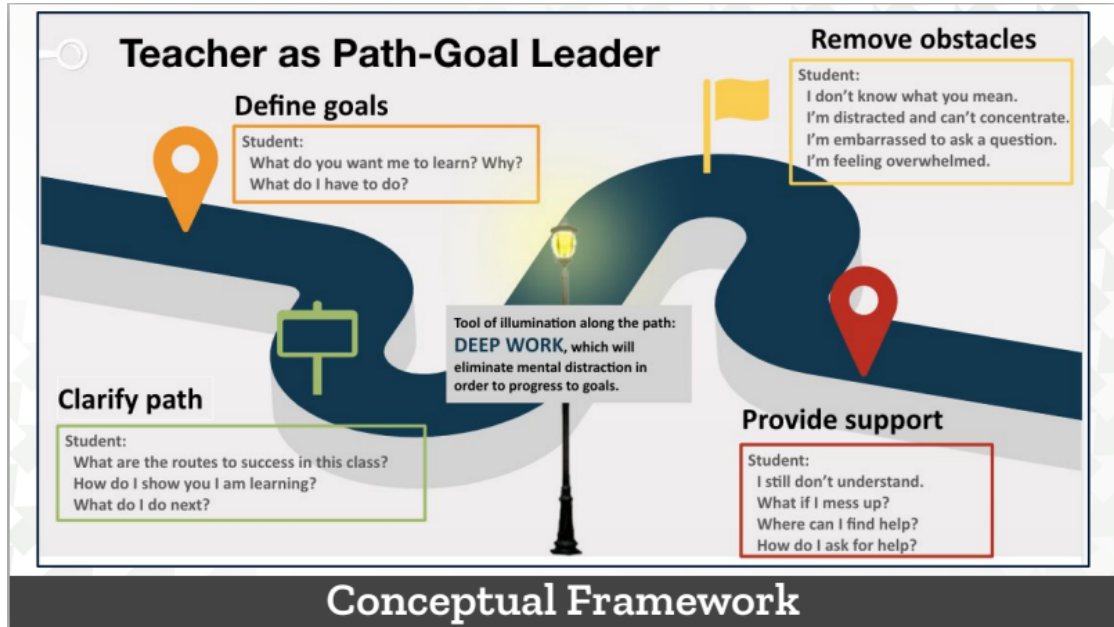 Teacher as Path-Goal Leader
Define goals
Student:
What do you want me to learn? Why?
What do I have to do?
Clarify path
Student:
What are the routes to success in this class?
How do I show you I am learning?
What do I do next?
Tool of illumination along the path:
DEEP WORK, which will
eliminate mental distraction in
order to progress to goals.
Remove obstacles
Student:
I don't know what you mean.
I'm distracted and can't concentrate.
I'm embarrassed to ask a question.
I'm feeling overwhelmed.
Provide support
Student:
I still don't understand.
What if I mess up?
Where can I find help?
How do I ask for help?
Conceptual Framework